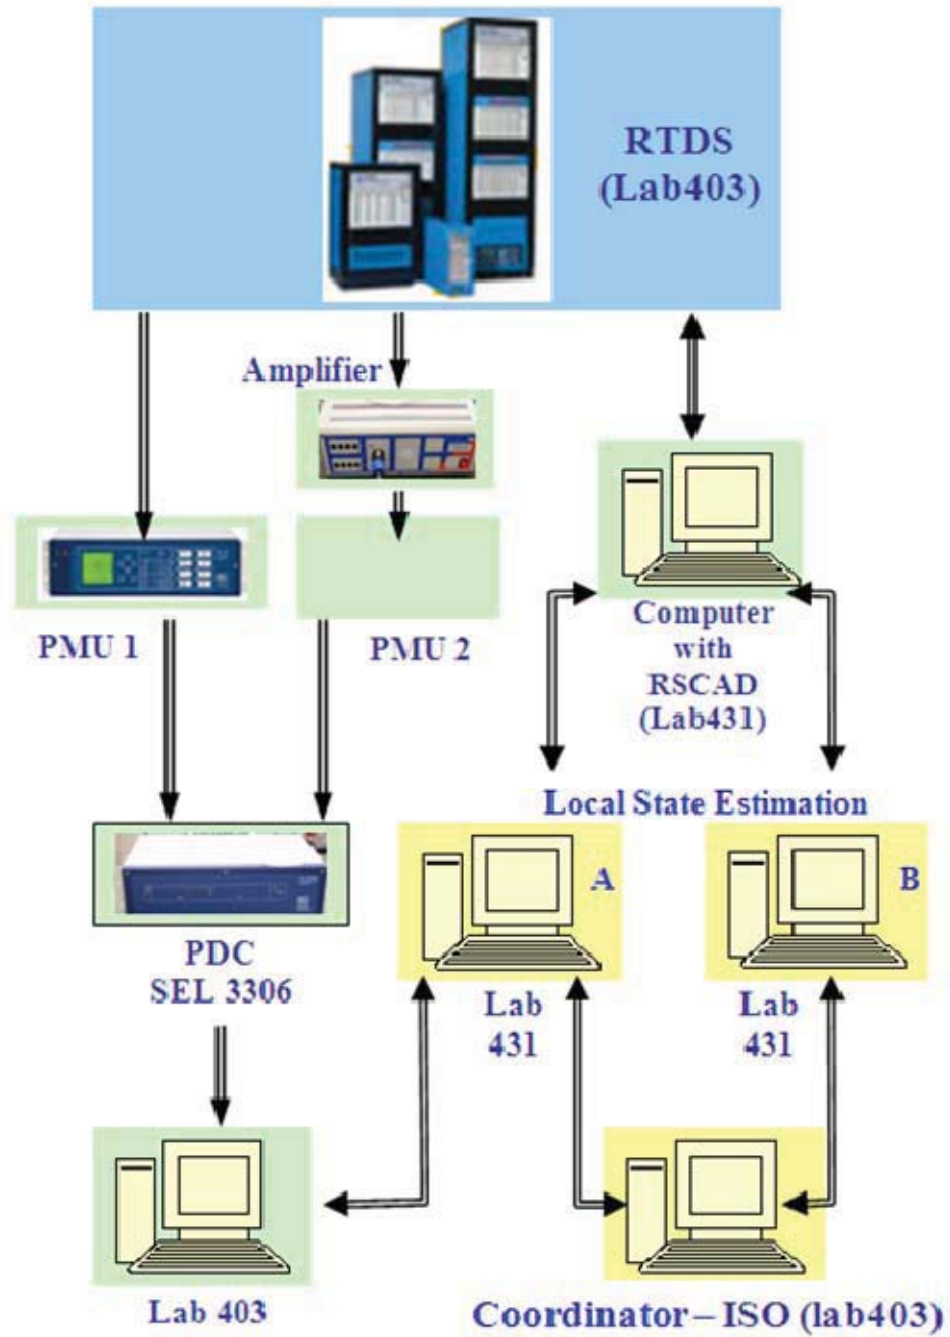 RTDS
(Lab403)
Amplifier
PMU 1
PMU 2
Computer
with
RSCAD
(Lab431)
Local State Estimation
A
B
PDC
SEL 3306
Lab
431
Lab
431
Lab 403
Coordinator – ISO (lab403)